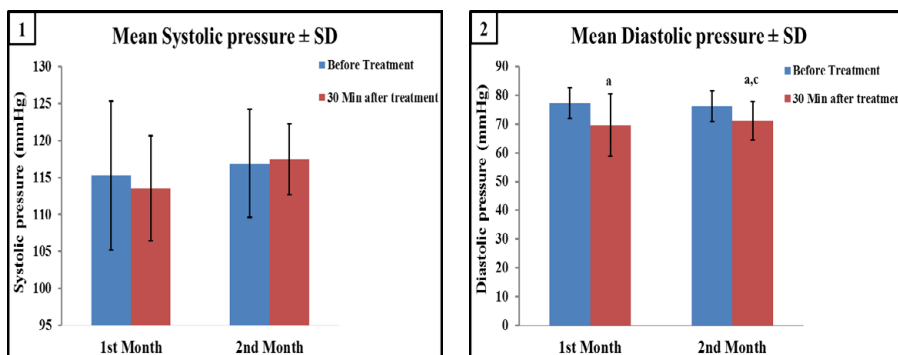 1
Mean Systolic pressure ± SD
Systolic pressure (mmHg)
130
125
120
115
110
105
100
95
Before Treatment
30 Min after treatment
1st Month
2nd Month
2
Mean Diastolic pressure ± SD
Diastolic pressure (mmHg)
90
80
70
60
50
40
30
20
10
0
Before Treatment
30 Min after treatment
a
a,c
1st Month
2nd Month